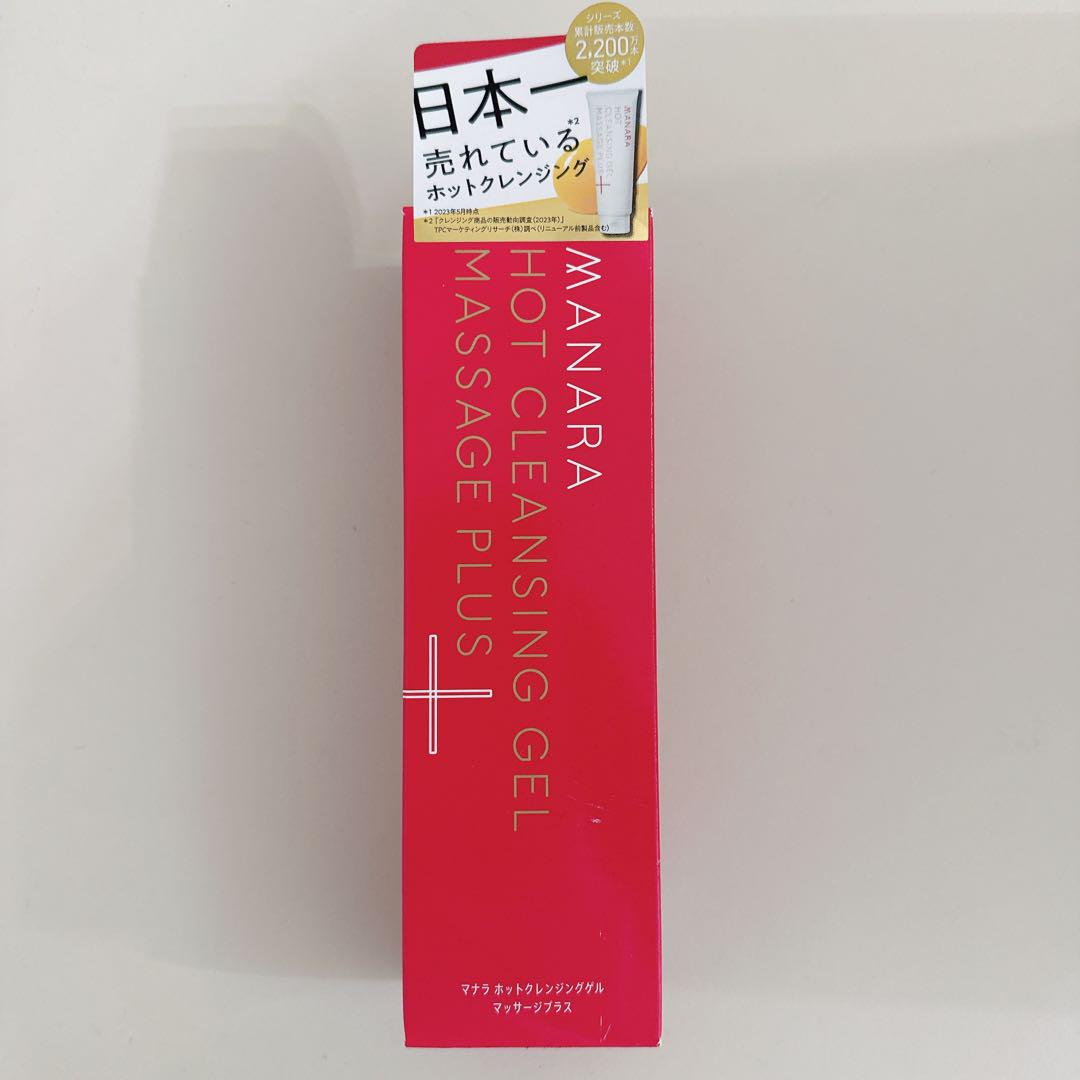 シリーズ
累計販売本数
2,200万本
突破*1
日本一
売れている*2
ホットクレンジング
*1 2023年5月時点
*2「クレンジング商品の販売動向調査(2023年)」
TPCマーケティングリサーチ(株)調べ(リニューアル前製品含む)
MANARA
HOT
CLEANSING GEL
MASSAGE PLUS
MANARA
HOT CLEANSING GEL
MASSAGE PLUS
マナラ ホットクレンジングゲル
マッサージプラス